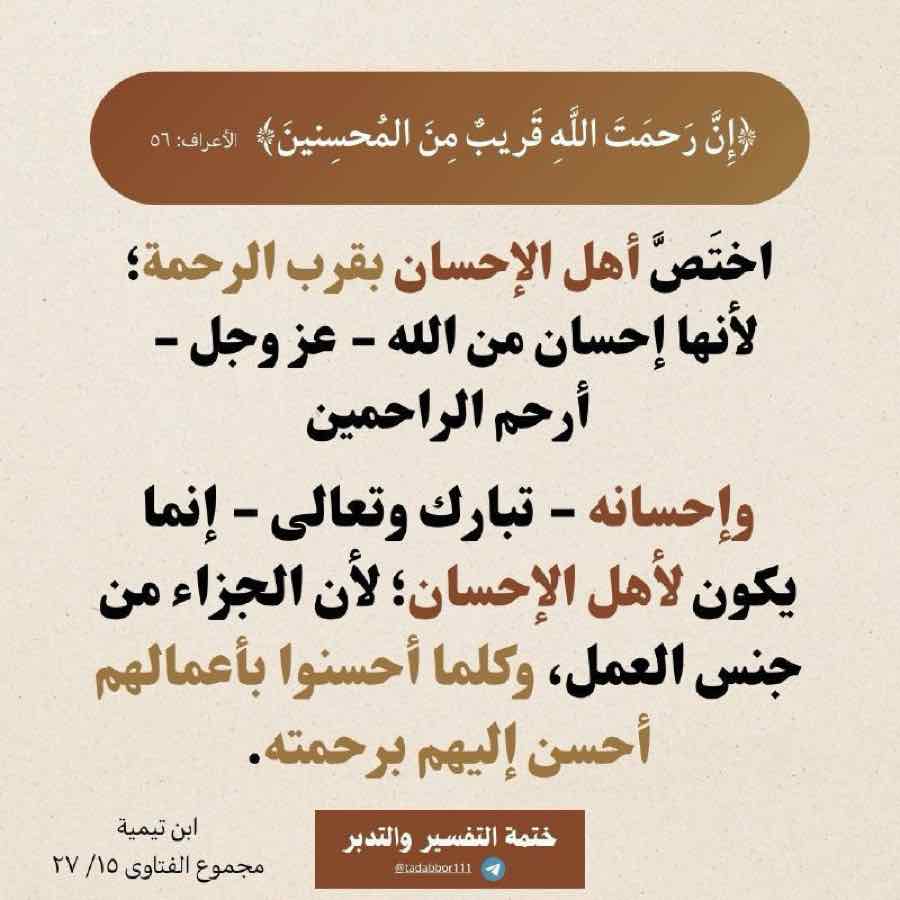 ﴿إِنَّ رَحمَتَ اللَّهِ قَريبٌ مِنَ المُحسِنينَ﴾ الأعراف: ٥٦
اختَصَّ أهل الإحسان بقرب الرحمة؛
لأنها إحسان من الله - عز وجل -
أرحم الراحمين
وإحسانه - تبارك وتعالى - إنما
يكون لأهل الإحسان؛ لأن الجزاء من
جنس العمل، وكلما أحسنوا بأعمالهم
أحسن إليهم برحمته.
ابن تيمية
مجموع الفتاوى ١٥/ ٢٧
ختمة التفسير والتدبر
@tadabbor111